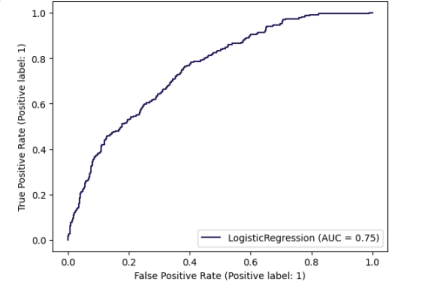 1.0
0.8
0.6
0.4
0.2
0.0
True Positive Rate (Positive label: 1)
LogisticRegression (AUC = 0.75)
0.0 0.2 0.4 0.6 0.8 1.0
False Positive Rate (Positive label: 1)